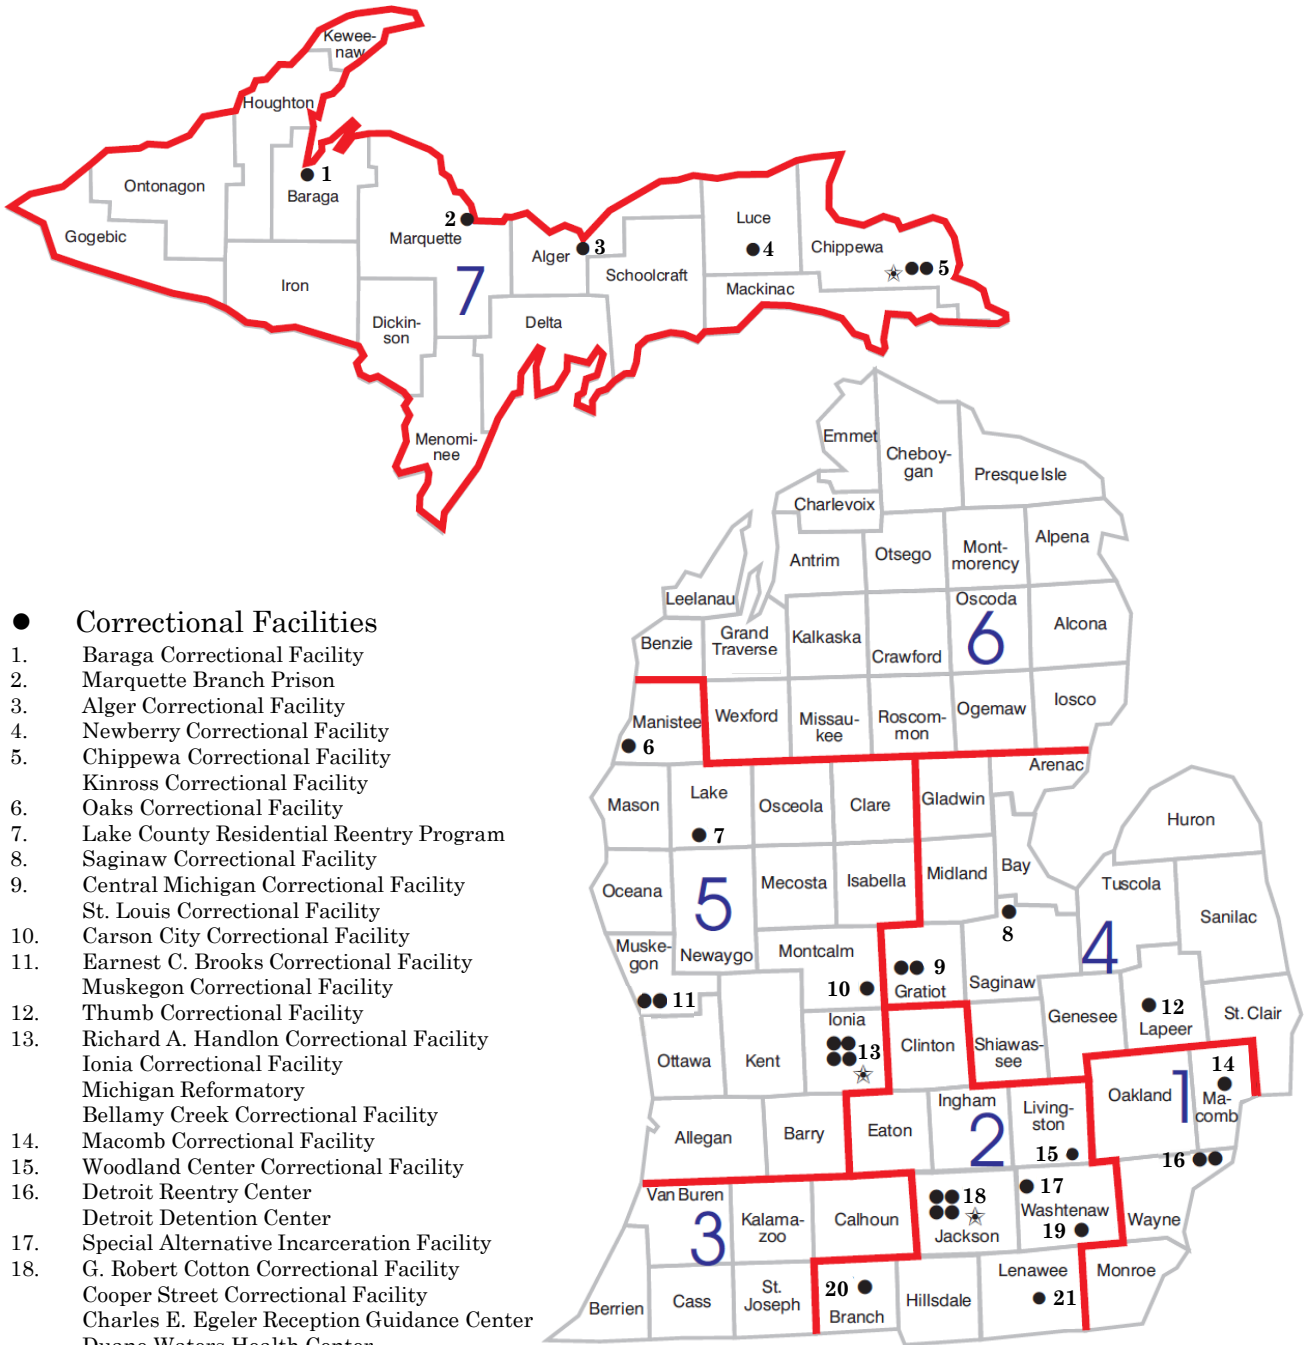 Kewee-
naw
Houghton
Ontonagon
1
Baraga
Gogebic
2
Marquette
Alger
3
Luce
4
Chippewa
5
Schoolcraft
Iron
7
Mackinac
Dickin-
son
Delta
Menomi-
nee
Emmet
Cheboy-
gan
Presque Isle
Charlevoix
Antrim
Otsego
Mont-
morency
Alpena
Leelanau
Benzie
Grand
Traverse
Kalkaska
Crawford
Oscoda
6
Alcona
Manistee
6
Wexford
Missau-
kee
Roscom-
mon
Ogemaw
Iosco
Arenac
Mason
Lake
7
Osceola
Clare
Gladwin
Huron
Oceana
5
Newaygo
Mecosta
Isabella
Midland
Bay
8
Tuscola
4
Sanilac
Muske-
gon
11
Montcalm
10
9
Gratiot
Saginaw
Genesee
12
Lapeer
St. Clair
Ottawa
Kent
Ionia
13
Clinton
Shiawas-
see
Oakland
1
14
Ma-
comb
Allegan
Barry
Eaton
Ingham
2
Living-
ston
15
16
Van Buren
3
Kalama-
zoo
Calhoun
18
Jackson
17
Washtenaw
19
Wayne
Berrien
Cass
St.
Joseph
20
Branch
Hillsdale
Lenawee
21
Monroe
Correctional Facilities
1. Baraga Correctional Facility
2. Marquette Branch Prison
3. Alger Correctional Facility
4. Newberry Correctional Facility
5. Chippewa Correctional Facility
Kinross Correctional Facility
6. Oaks Correctional Facility
7. Lake County Residential Reentry Program
8. Saginaw Correctional Facility
9. Central Michigan Correctional Facility
St. Louis Correctional Facility
10. Carson City Correctional Facility
11. Earnest C. Brooks Correctional Facility
Muskegon Correctional Facility
12. Thumb Correctional Facility
13. Richard A. Handlon Correctional Facility
Ionia Correctional Facility
Michigan Reformatory
Bellamy Creek Correctional Facility
14. Macomb Correctional Facility
15. Woodland Center Correctional Facility
16. Detroit Reentry Center
Detroit Detention Center
17. Special Alternative Incarceration Facility
18. G. Robert Cotton Correctional Facility
Cooper Street Correctional Facility
Charles E. Egeler Reception Guidance Center
Duane Waters Health Center